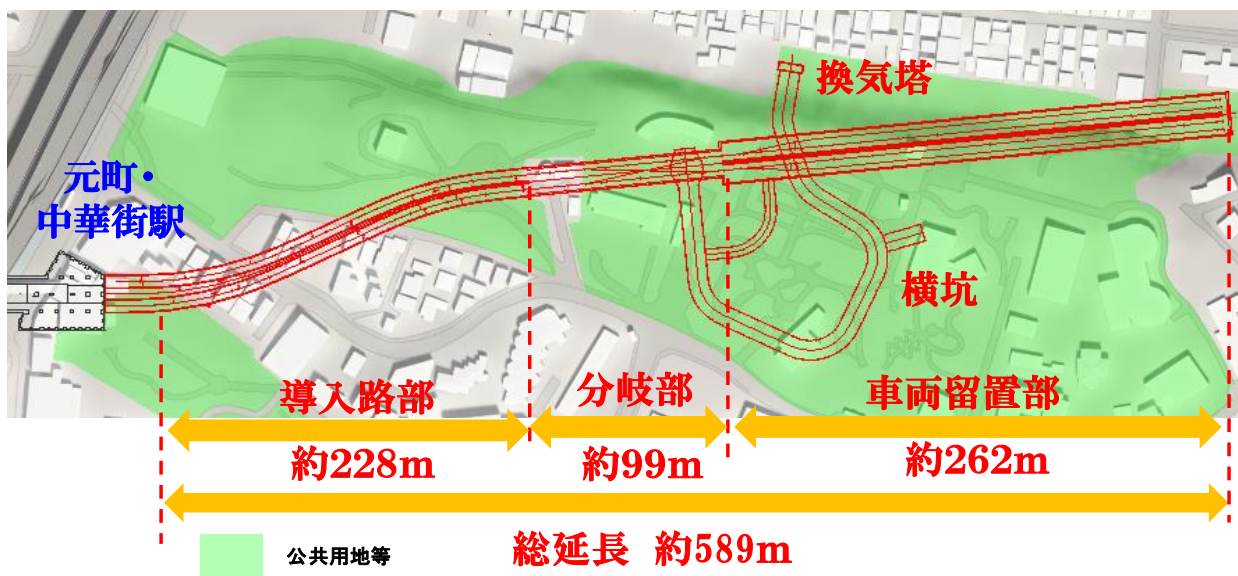 換気塔
元町・
中華街駅
横坑
導入路部
分岐部
車両留置部
約228m
約99m
約262m
総延長 約589m
公共用地等